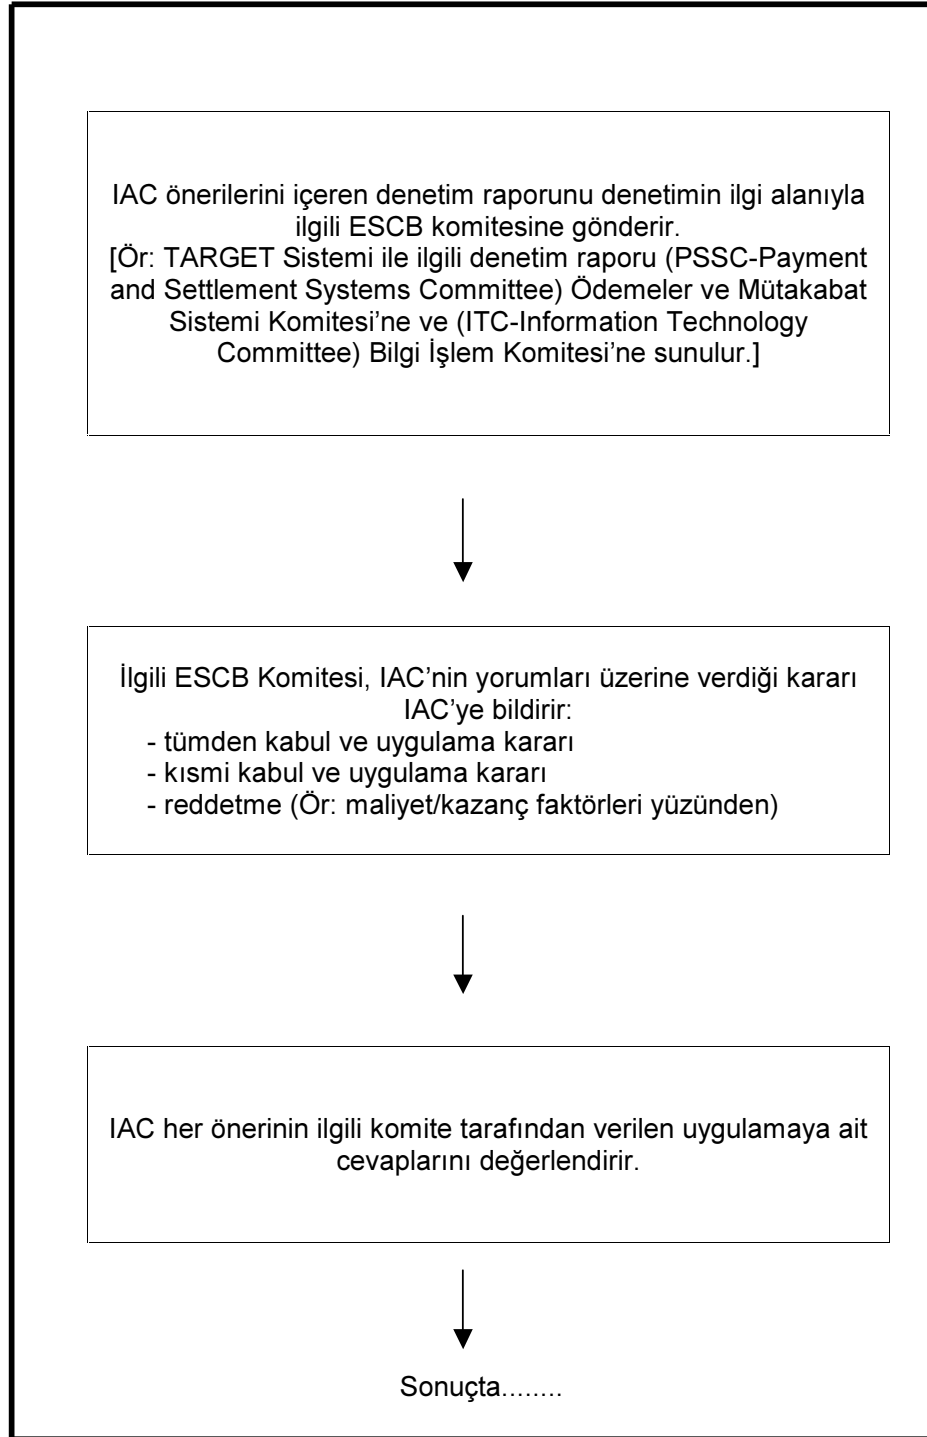 IAC önerilerini içeren denetim raporunu denetimin ilgi alanıyla
ilgili ESCB komitesine gönderir.
[Ör: TARGET Sistemi ile ilgili denetim raporu (PSSC-Payment
and Settlement Systems Committee) Ödemeler ve Mütakabat
Sistemi Komitesi’ne ve (ITC-Information Technology
Committee) Bilgi İşlem Komitesi’ne sunulur.]
İlgili ESCB Komitesi, IAC’nin yorumları üzerine verdiği kararı
IAC’ye bildirir:
- tümden kabul ve uygulama kararı
- kısmi kabul ve uygulama kararı
- reddetme (Ör: maliyet/kazanç faktörleri yüzünden)
IAC her önerinin ilgili komite tarafından verilen uygulamaya ait
cevaplarını değerlendirir.
Sonuçta........